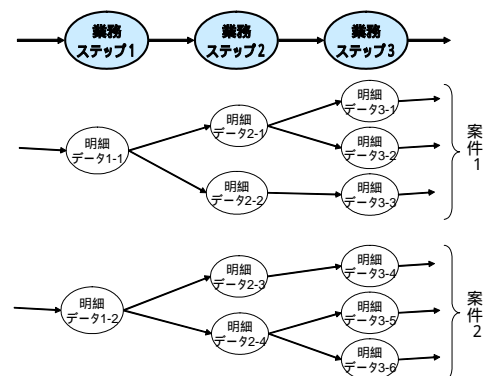 業務
ステップ1
業務
ステップ2
業務
ステップ3
明細
データ1-1
明細
データ2-1
明細
データ2-2
明細
データ3-1
明細
データ3-2
明細
データ3-3
案件1
明細
データ1-2
明細
データ2-3
明細
データ2-4
明細
データ3-4
明細
データ3-5
明細
データ3-6
案件2